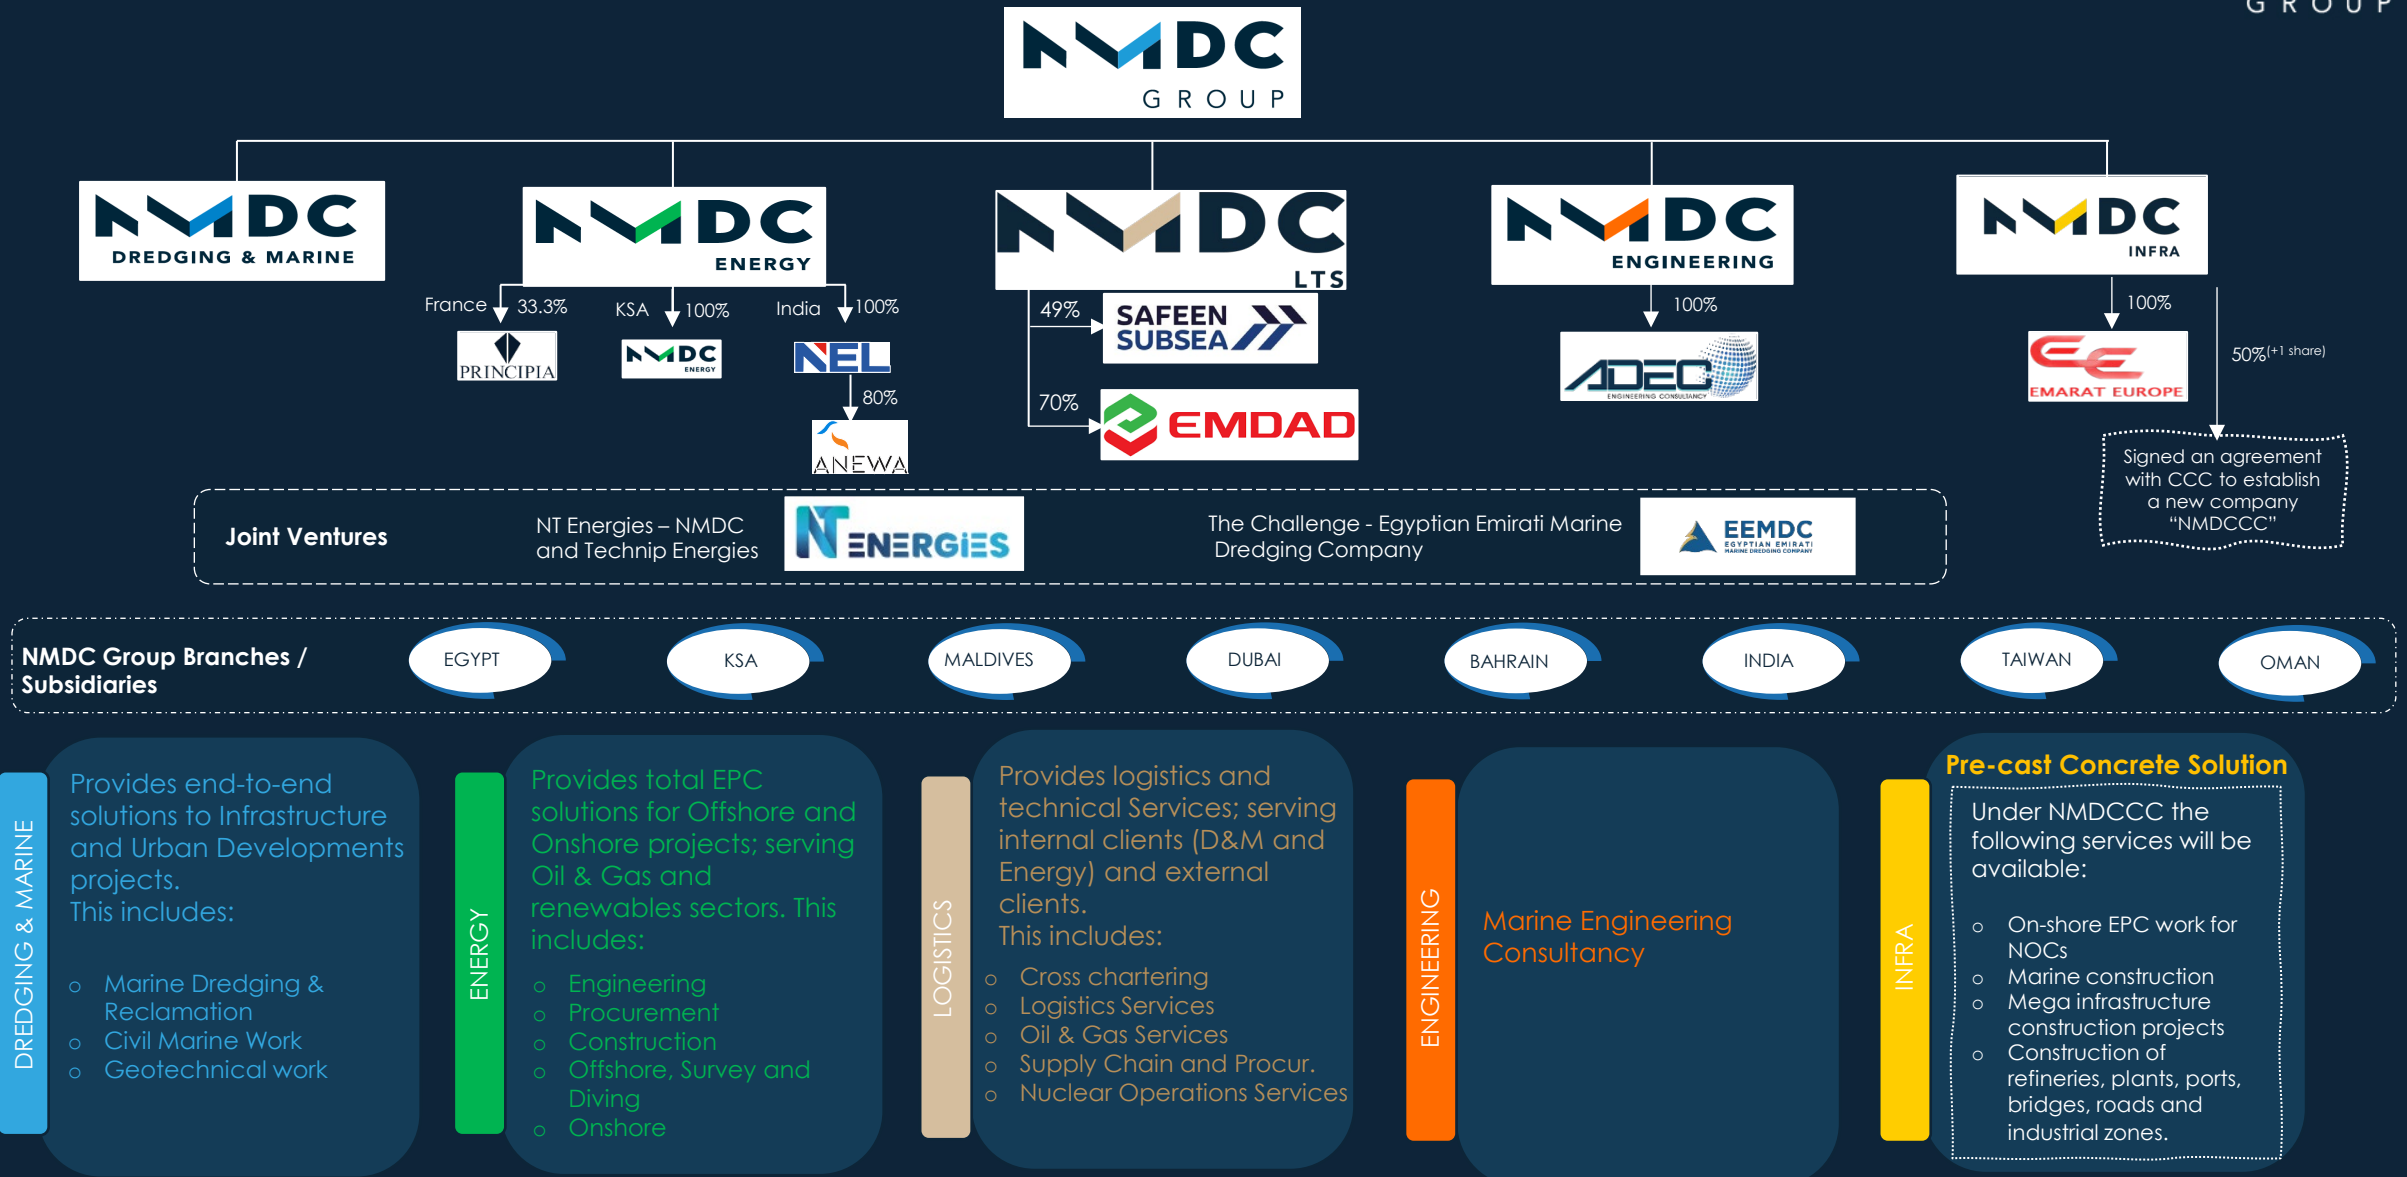 GROUP
NMDC
GROUP
NMDC
DREDGING & MARINE
NMDC
ENERGY
NMDC
LTS
NMDC
ENGINEERING
NMDC
INFRA
France 33.3%
PRINCIPIA
KSA 100%
NMDC
ENERGY
India 100%
NEL
80%
ANEWA
49%
SAFEEN
SUBSEA
70%
EMDAD
100%
ADEC
ENGINEERING CONSULTANCY
100%
EMARAT EUROPE
50%(+1 share)
Signed an agreement
with CCC to establish
a new company
“NMDCCC”
Joint Ventures
NT Energies – NMDC
and Technip Energies
NT ENERGiES
The Challenge - Egyptian Emirati Marine
Dredging Company
EEMDC
EGYPTIAN EMIRATI
MARINE DREDGING COMPANY
NMDC Group Branches /
Subsidiaries
EGYPT
KSA
MALDIVES
DUBAI
BAHRAIN
INDIA
TAIWAN
OMAN
DREDGING & MARINE
Provides end-to-end
solutions to Infrastructure
and Urban Developments
projects.
This includes:
o Marine Dredging &
Reclamation
o Civil Marine Work
o Geotechnical work
ENERGY
Provides total EPC
solutions for Offshore and
Onshore projects; serving
Oil & Gas and
renewables sectors. This
includes:
o Engineering
o Procurement
o Construction
o Offshore, Survey and
Diving
o Onshore
LOGISTICS
Provides logistics and
technical Services; serving
internal clients (D&M and
Energy) and external
clients.
This includes:
o Cross chartering
o Logistics Services
o Oil & Gas Services
o Supply Chain and Procur.
o Nuclear Operations Services
ENGINEERING
Marine Engineering
Consultancy
INFRA
Pre-cast Concrete Solution
Under NMDCCC the
following services will be
available:
o On-shore EPC work for
NOCs
o Marine construction
o Mega infrastructure
construction projects
o Construction of
refineries, plants, ports,
bridges, roads and
industrial zones.